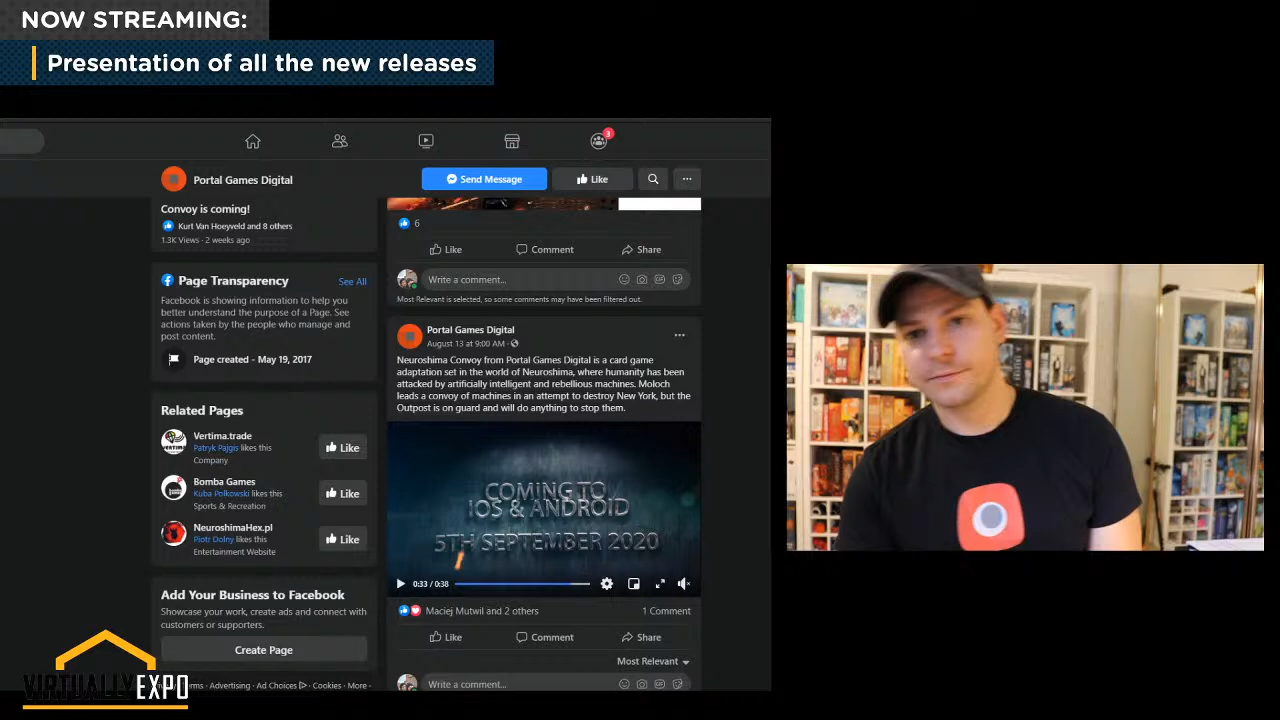 NOW STREAMING:
Presentation of all the new releases
3
Portal Games Digital
Send Message
Like
Convoy is coming!
Kurt Van Hoeyveld and 8 others
1.3K Views · 2 weeks ago
Page Transparency
See All
Facebook is showing information to help you
better understand the purpose of a Page. See
actions taken by the people who manage and
post content.
Page created - May 19, 2017
Related Pages
Vertima.trade
Patryk Pajgis likes this
Company
Like
Bomba Games
Kuba Polkowski likes this
Sports & Recreation
Like
NeuroshimaHex.pl
Piotr Dolny likes this
Entertainment Website
Like
Add Your Business to Facebook
Showcase your work, create ads and connect with
customers or supporters.
Create Page
Advertising · Ad Choices · Cookies · More ·
6
Like
Comment
Share
Write a comment...
Most Relevant is selected, so some comments may have been filtered out.
Portal Games Digital
August 13 at 9:00 AM ·
Neuroshima Convoy from Portal Games Digital is a card game
adaptation set in the world of Neuroshima, where humanity has been
attacked by artificially intelligent and rebellious machines. Moloch
leads a convoy of machines in an attempt to destroy New York, but the
Outpost is on guard and will do anything to stop them.
COMING TO
IOS & ANDROID
5TH SEPTEMBER 2020
0:33 / 0:38
Maciej Mutwil and 2 others
1 Comment
Like
Comment
Share
Most Relevant
Write a comment...
VIRTUALLY EXPO